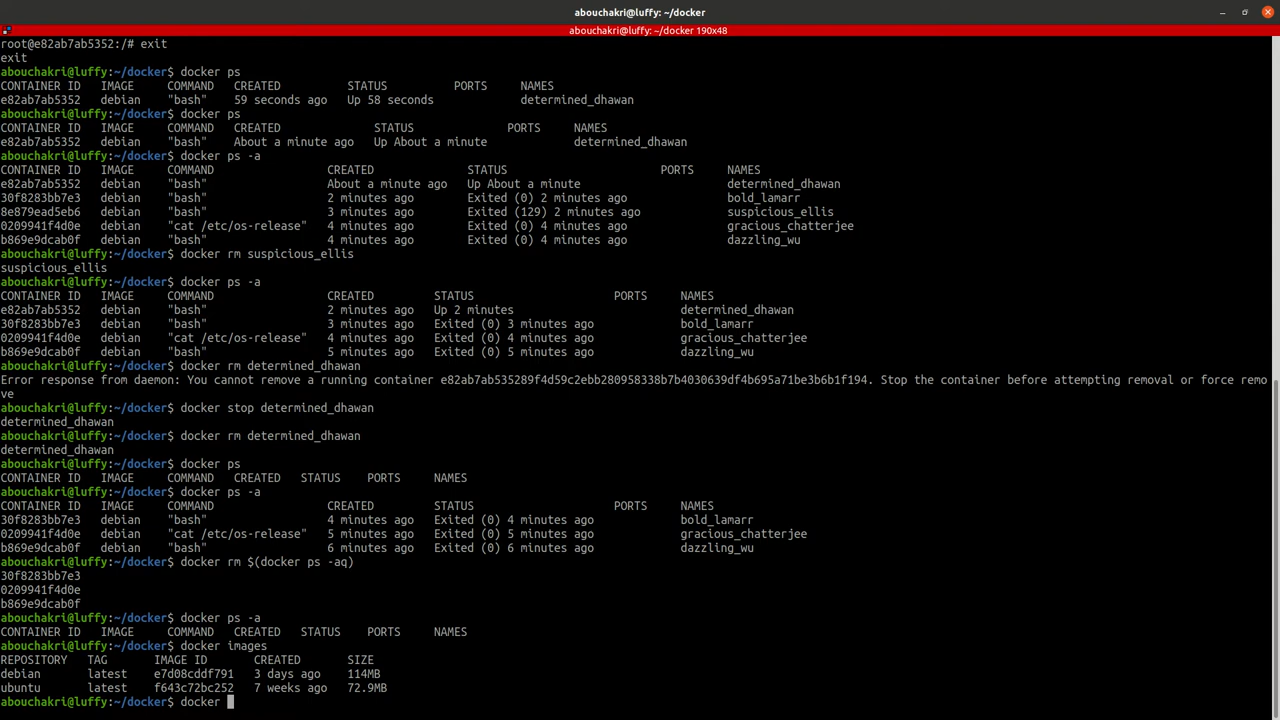 abouchakri@luffy: ~/docker
abouchakri@luffy: ~/docker 190x48
root@e82ab7ab5352:/# exit
exit
abouchakri@luffy:~/docker$ docker ps
CONTAINER ID   IMAGE     COMMAND   CREATED          STATUS          PORTS     NAMES
e82ab7ab5352   debian    "bash"    59 seconds ago   Up 58 seconds             determined_dhawan
abouchakri@luffy:~/docker$ docker ps
CONTAINER ID   IMAGE     COMMAND   CREATED              STATUS              PORTS     NAMES
e82ab7ab5352   debian    "bash"    About a minute ago   Up About a minute             determined_dhawan
abouchakri@luffy:~/docker$ docker ps -a
CONTAINER ID   IMAGE     COMMAND                 CREATED              STATUS                       PORTS     NAMES
e82ab7ab5352   debian    "bash"                  About a minute ago   Up About a minute                      determined_dhawan
30f8283bb7e3   debian    "bash"                  2 minutes ago        Exited (0) 2 minutes ago               bold_lamarr
8e879ead5eb6   debian    "bash"                  3 minutes ago        Exited (129) 2 minutes ago             suspicious_ellis
0209941f4d0e   debian    "cat /etc/os-release"   4 minutes ago        Exited (0) 4 minutes ago               gracious_chatterjee
b869e9dcab0f   debian    "bash"                  4 minutes ago        Exited (0) 4 minutes ago               dazzling_wu
abouchakri@luffy:~/docker$ docker rm suspicious_ellis
suspicious_ellis
abouchakri@luffy:~/docker$ docker ps -a
CONTAINER ID   IMAGE     COMMAND                 CREATED         STATUS                     PORTS     NAMES
e82ab7ab5352   debian    "bash"                  2 minutes ago   Up 2 minutes                         determined_dhawan
30f8283bb7e3   debian    "bash"                  3 minutes ago   Exited (0) 3 minutes ago             bold_lamarr
0209941f4d0e   debian    "cat /etc/os-release"   4 minutes ago   Exited (0) 4 minutes ago             gracious_chatterjee
b869e9dcab0f   debian    "bash"                  5 minutes ago   Exited (0) 5 minutes ago             dazzling_wu
abouchakri@luffy:~/docker$ docker rm determined_dhawan
Error response from daemon: You cannot remove a running container e82ab7ab535289f4d59c2ebb280958338b7b4030639df4b695a71be3b6b1f194. Stop the container before attempting removal or force remo
ve
abouchakri@luffy:~/docker$ docker stop determined_dhawan
determined_dhawan
abouchakri@luffy:~/docker$ docker rm determined_dhawan
determined_dhawan
abouchakri@luffy:~/docker$ docker ps
CONTAINER ID   IMAGE     COMMAND   CREATED   STATUS    PORTS     NAMES
abouchakri@luffy:~/docker$ docker ps -a
CONTAINER ID   IMAGE     COMMAND                 CREATED         STATUS                     PORTS     NAMES
30f8283bb7e3   debian    "bash"                  4 minutes ago   Exited (0) 4 minutes ago             bold_lamarr
0209941f4d0e   debian    "cat /etc/os-release"   5 minutes ago   Exited (0) 5 minutes ago             gracious_chatterjee
b869e9dcab0f   debian    "bash"                  6 minutes ago   Exited (0) 6 minutes ago             dazzling_wu
abouchakri@luffy:~/docker$ docker rm $(docker ps -aq)
30f8283bb7e3
0209941f4d0e
b869e9dcab0f
abouchakri@luffy:~/docker$ docker ps -a
CONTAINER ID   IMAGE     COMMAND   CREATED   STATUS    PORTS     NAMES
abouchakri@luffy:~/docker$ docker images
REPOSITORY   TAG       IMAGE ID       CREATED       SIZE
debian       latest    e7d08cddf791   3 days ago    114MB
ubuntu       latest    f643c72bc252   7 weeks ago   72.9MB
abouchakri@luffy:~/docker$ docker